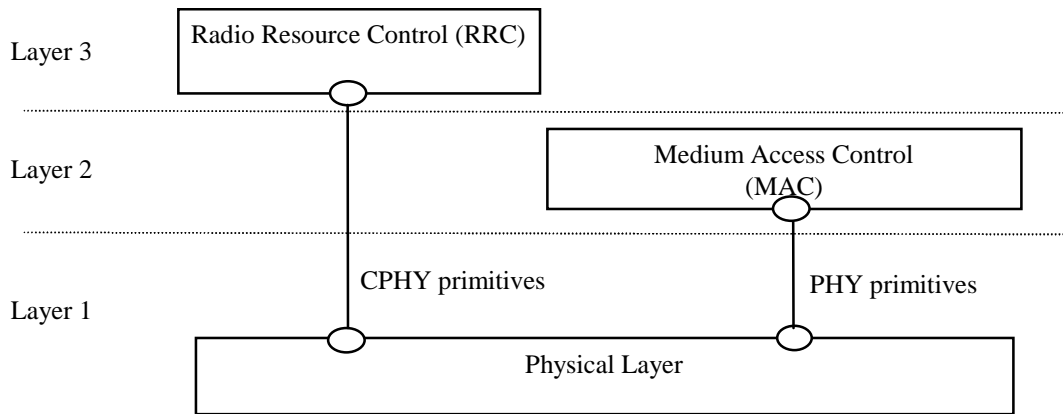 Radio Resource Control (RRC)
Layer 3
Medium Access Control
(MAC)
Layer 2
CPHY primitives
PHY primitives
Layer 1
Physical Layer